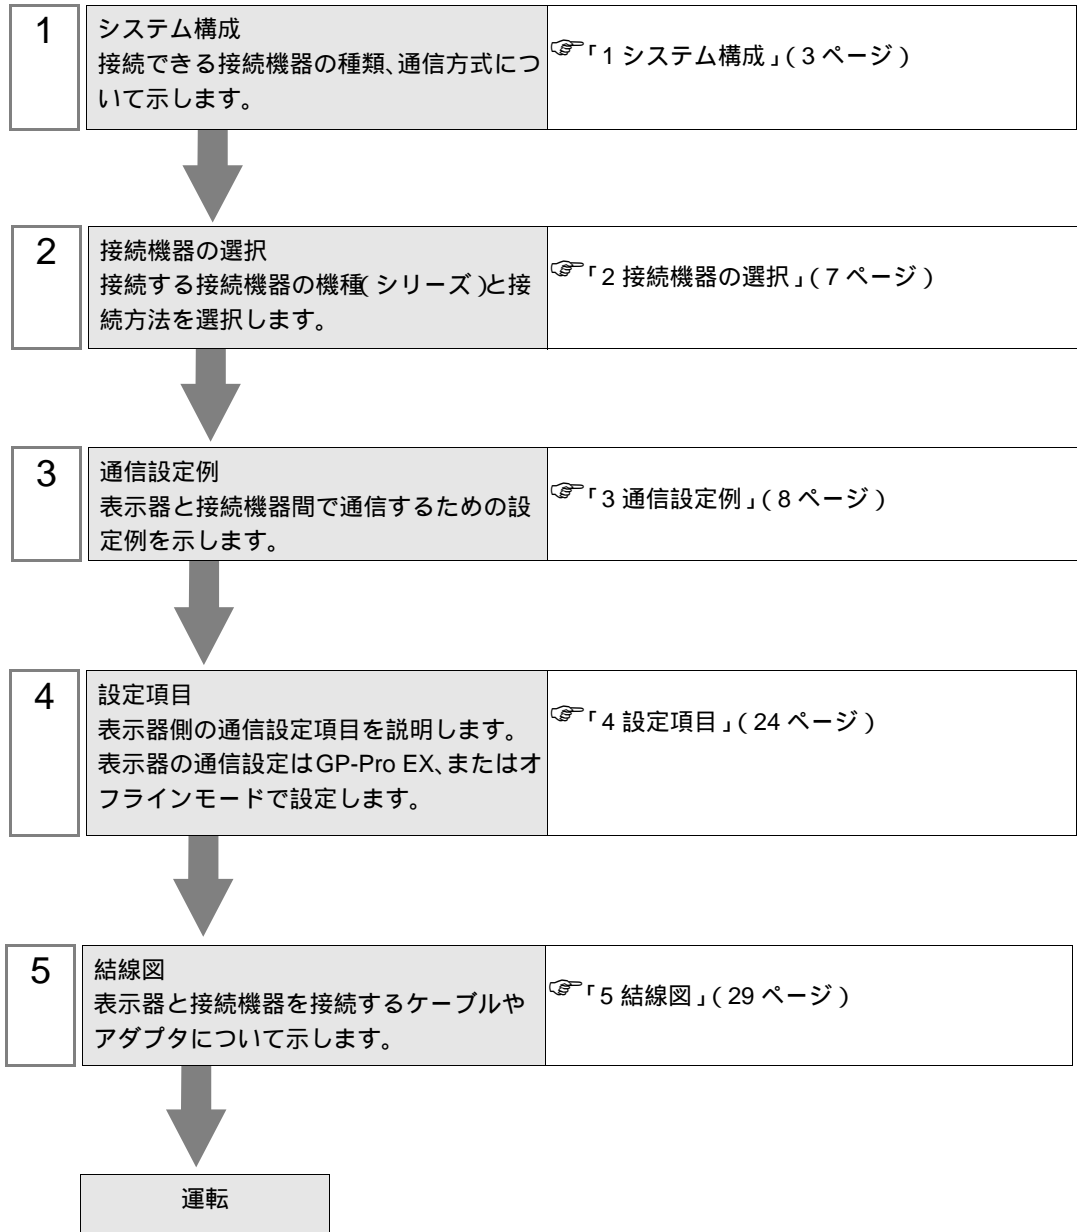 1
システム構成
接続できる接続機器の種類、通信方式につ
いて示します。
☞「1 システム構成」(3 ページ)
2
接続機器の選択
接続する接続機器の機種(シリーズ)と接
続方法を選択します。
☞「2 接続機器の選択」(7 ページ)
3
通信設定例
表示器と接続機器間で通信するための設
定例を示します。
☞「3 通信設定例」(8 ページ)
4
設定項目
表示器側の通信設定項目を説明します。
表示器の通信設定はGP-Pro EX、またはオ
フラインモードで設定します。
☞「4 設定項目」(24 ページ)
5
結線図
表示器と接続機器を接続するケーブルや
アダプタについて示します。
☞「5 結線図」(29 ページ)
運転